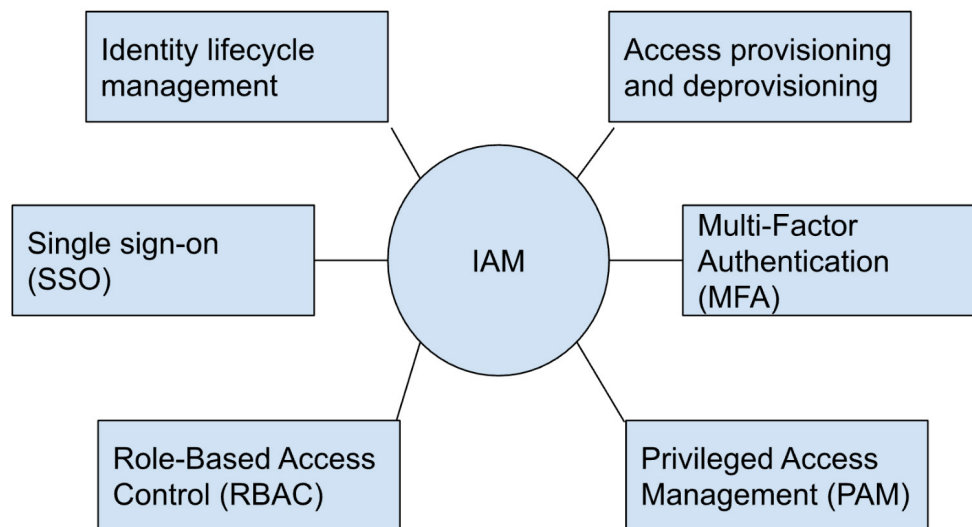 Identity lifecycle
management
Access provisioning
and deprovisioning
Single sign-on
(SSO)
IAM
Multi-Factor
Authentication
(MFA)
Role-Based Access
Control (RBAC)
Privileged Access
Management (PAM)